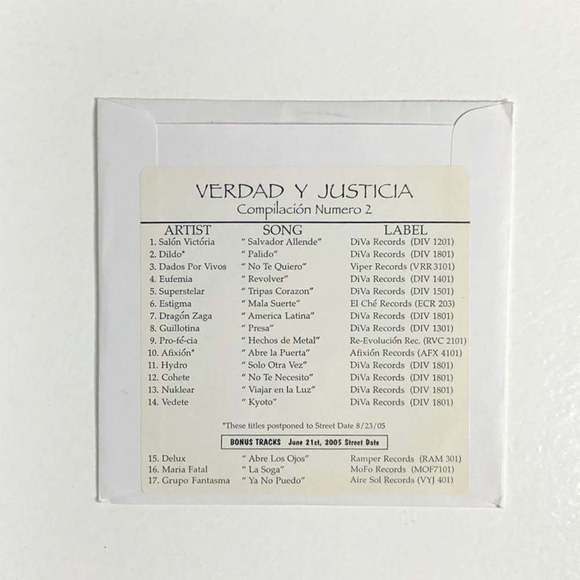 VERDAD Y JUSTICIA
Compilación Numero 2
ARTIST SONG LABEL
1. Salón Victória " Salvador Allende" DiVa Records (DIV 1201)
2. Dildo* " Palido" DiVa Records (DIV 1801)
3. Dados Por Vivos " No Te Quiero" Viper Records (VRR 3101)
4. Eufemia " Revolver" DiVa Records (DIV 1401)
5. Superstelar " Tripas Corazon" DiVa Records (DIV 1501)
6. Estigma " Mala Suerte" El Ché Records (ECR 203)
7. Dragón Zaga " America Latina" DiVa Records (DIV 1801)
8. Guillotina " Presa" DiVa Records (DIV 1301)
9. Pro-fé-cia " Hechos de Metal" Re-Evolución Rec. (RVC 2101)
10. Afixión* " Abre la Puerta" Afixión Records (AFX 4101)
11. Hydro " Solo Otra Vez" DiVa Records (DIV 1801)
12. Cohete " No Te Necesito" DiVa Records (DIV 1801)
13. Nuklear " Viajar en la Luz" DiVa Records (DIV 1801)
14. Vedete " Kyoto" DiVa Records (DIV 1801)
*These titles postponed to Street Date 8/23/05
BONUS TRACKS June 21st, 2005 Street Date
15. Delux " Abre Los Ojos" Ramper Records (RAM 301)
16. Maria Fatal " La Soga" MoFo Records (MOF7101)
17. Grupo Fantasma " Ya No Puedo" Aire Sol Records (VYJ 401)